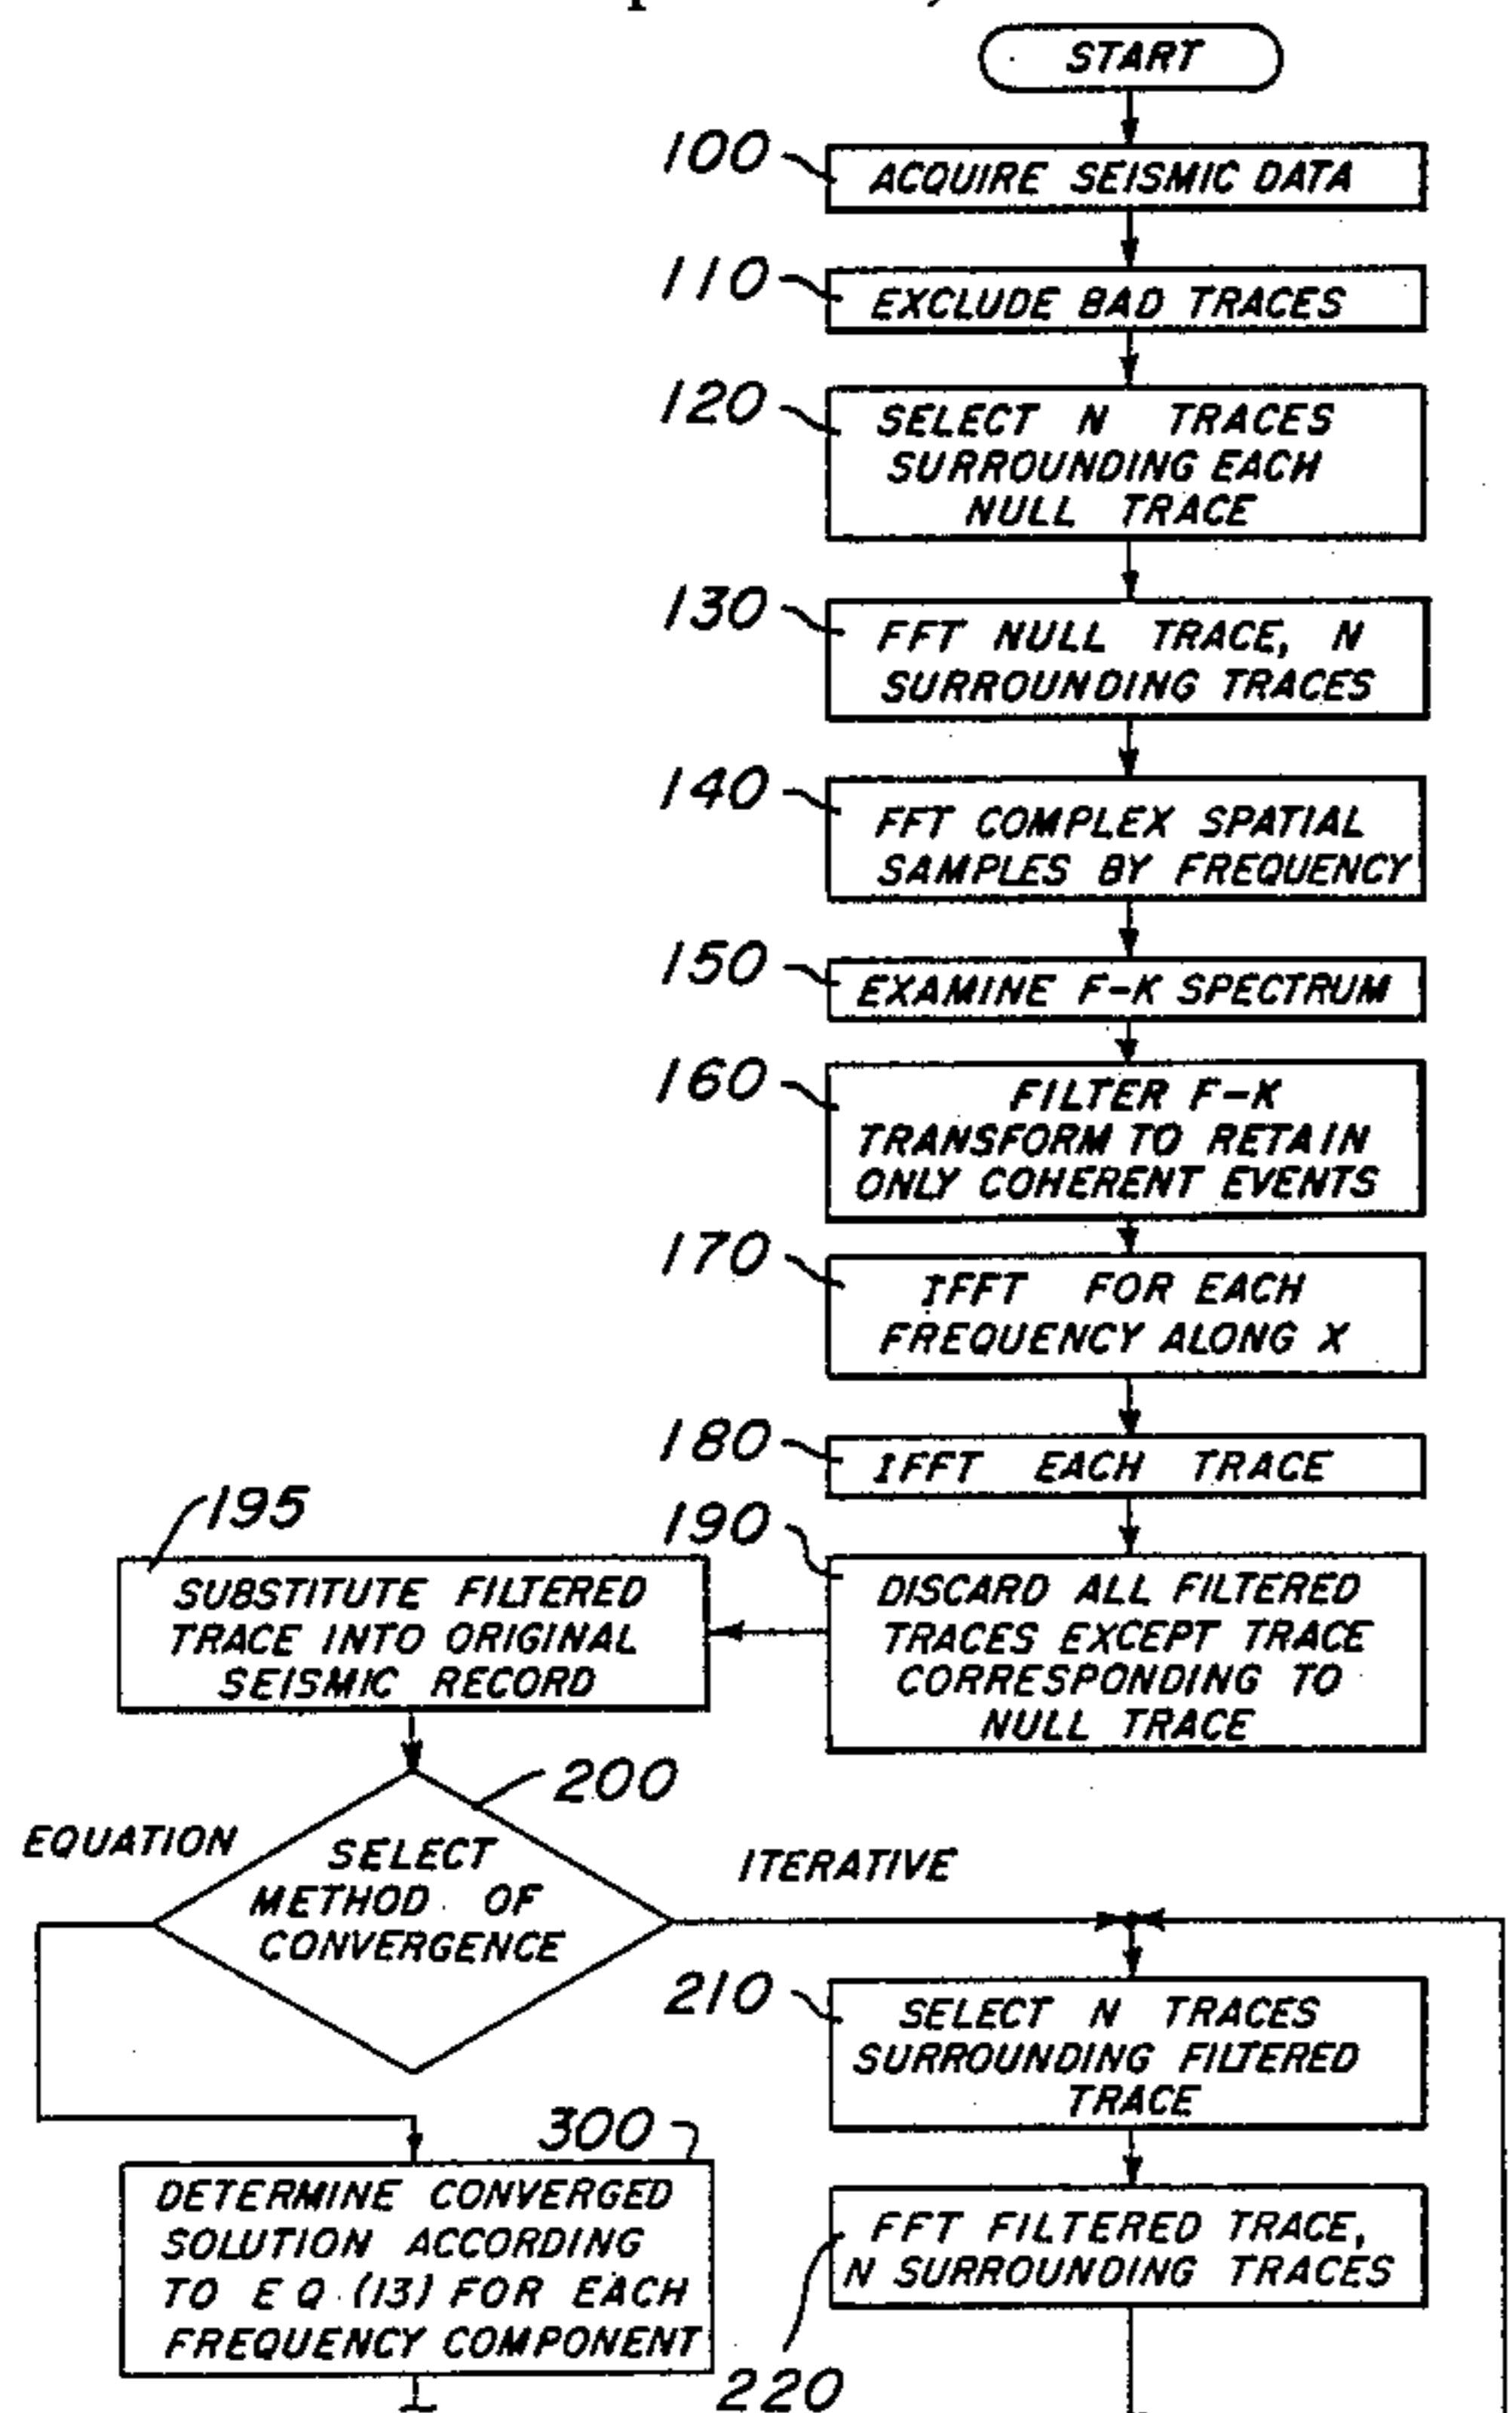 START
100
ACQUIRE SEISMIC DATA
110
EXCLUDE BAD TRACES
120
SELECT N TRACES
SURROUNDING EACH
NULL TRACE
130
FFT NULL TRACE, N
SURROUNDING TRACES
140
FFT COMPLEX SPATIAL
SAMPLES BY FREQUENCY
150
EXAMINE F-K SPECTRUM
160
FILTER F-K
TRANSFORM TO RETAIN
ONLY COHERENT EVENTS
170
IFFT FOR EACH
FREQUENCY ALONG X
180
IFFT EACH TRACE
190
DISCARD ALL FILTERED
TRACES EXCEPT TRACE
CORRESPONDING TO
NULL TRACE
195
SUBSTITUTE FILTERED
TRACE INTO ORIGINAL
SEISMIC RECORD
200
SELECT
METHOD OF
CONVERGENCE
EQUATION
ITERATIVE
210
SELECT N TRACES
SURROUNDING FILTERED
TRACE
220
FFT FILTERED TRACE,
N SURROUNDING TRACES
300
DETERMINE CONVERGED
SOLUTION ACCORDING
TO EQ (13) FOR EACH
FREQUENCY COMPONENT